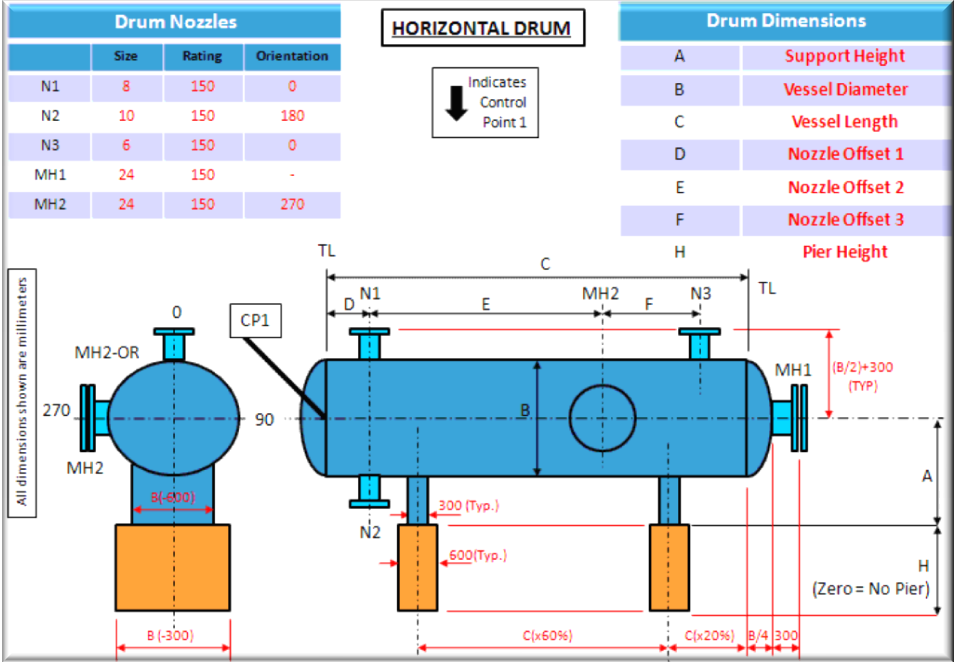 Drum Nozzles
Size Rating Orientation
N1 8 150 0
N2 10 150 180
N3 6 150 0
MH1 24 150 -
MH2 24 150 270
HORIZONTAL DRUM
Indicates
Control
Point 1
Drum Dimensions
A Support Height
B Vessel Diameter
C Vessel Length
D Nozzle Offset 1
E Nozzle Offset 2
F Nozzle Offset 3
H Pier Height
All dimensions shown are millimeters
0
MH2-OR
270
90
MH2
B(-600)
B (-300)
CP1
TL
C
TL
D
N1
E
MH2
F
N3
MH1
(B/2)+300
(TYP)
B
A
N2
300 (Typ.)
600(Typ.)
H
(Zero = No Pier)
C(x60%)
C(x20%)
B/4
300